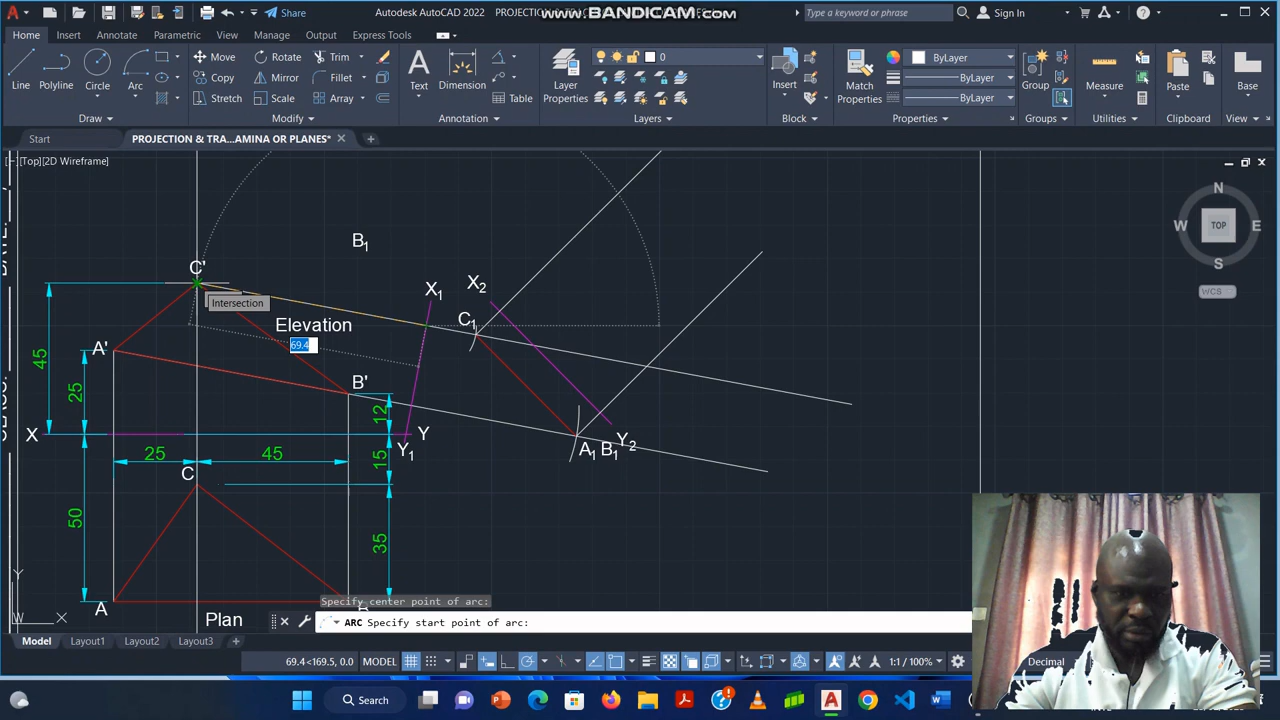 Share
Autodesk AutoCAD 2022
PROJECTION & TRA
www.BANDICAM.com
Type a keyword or phrase
Sign In
Home
Insert
Annotate
Parametric
View
Manage
Output
Express Tools
Line
Polyline
Circle
Arc
Move
Rotate
Trim
Copy
Mirror
Fillet
Stretch
Scale
Array
Text
Dimension
Table
Layer
Properties
0
Insert
Match
Properties
ByLayer
ByLayer
ByLayer
Group
Measure
Paste
Base
Draw
Modify
Annotation
Layers
Block
Properties
Groups
Utilities
Clipboard
View
Start
PROJECTION & TRA...AMINA OR PLANES*
[−][Top][2D Wireframe]
N
W TOP E
S
WCS
B1
C'
Intersection
X1
X2
Elevation
69.4
C1
A'
B'
45
25
12
X
Y
Y1
A1 B1
Y2
25
45
15
C
50
35
A
Plan
Y
W X
Specify center point of arc:
ARC Specify start point of arc:
Model
Layout1
Layout2
Layout3
69.4<169.5, 0.0
MODEL
1:1 / 100%
Decimal
Search